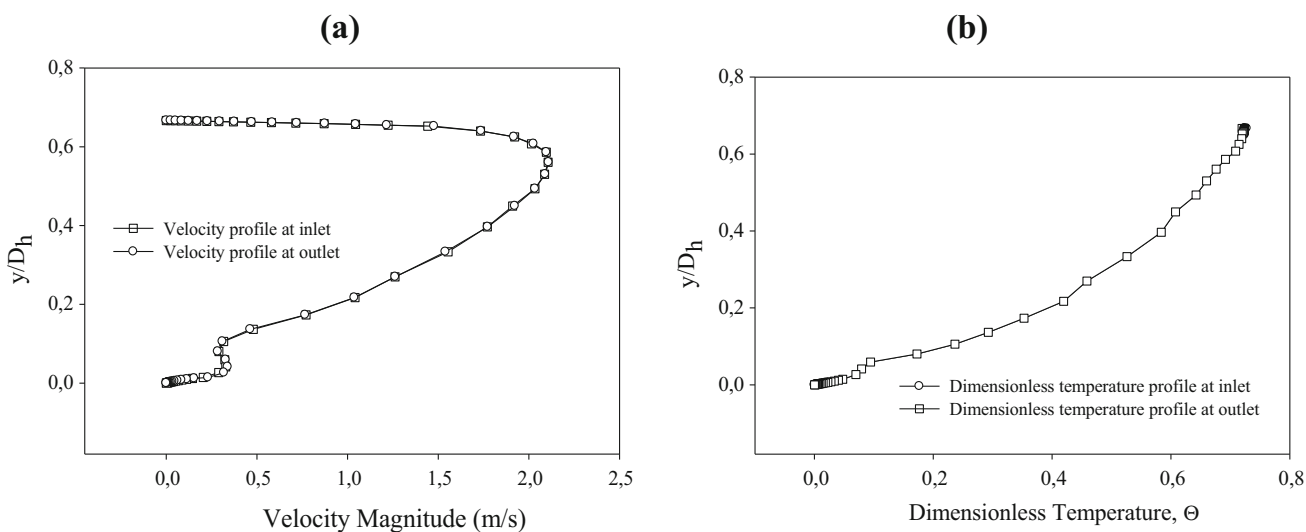 (a)
0,8
0,6
0,4
0,2
0,0
y/Dh
Velocity profile at inlet
Velocity profile at outlet
0,0 0,5 1,0 1,5 2,0 2,5
Velocity Magnitude (m/s)
(b)
0,8
0,6
0,4
0,2
0,0
y/Dh
Dimensionless temperature profile at inlet
Dimensionless temperature profile at outlet
0,0 0,2 0,4 0,6 0,8
Dimensionless Temperature, Θ